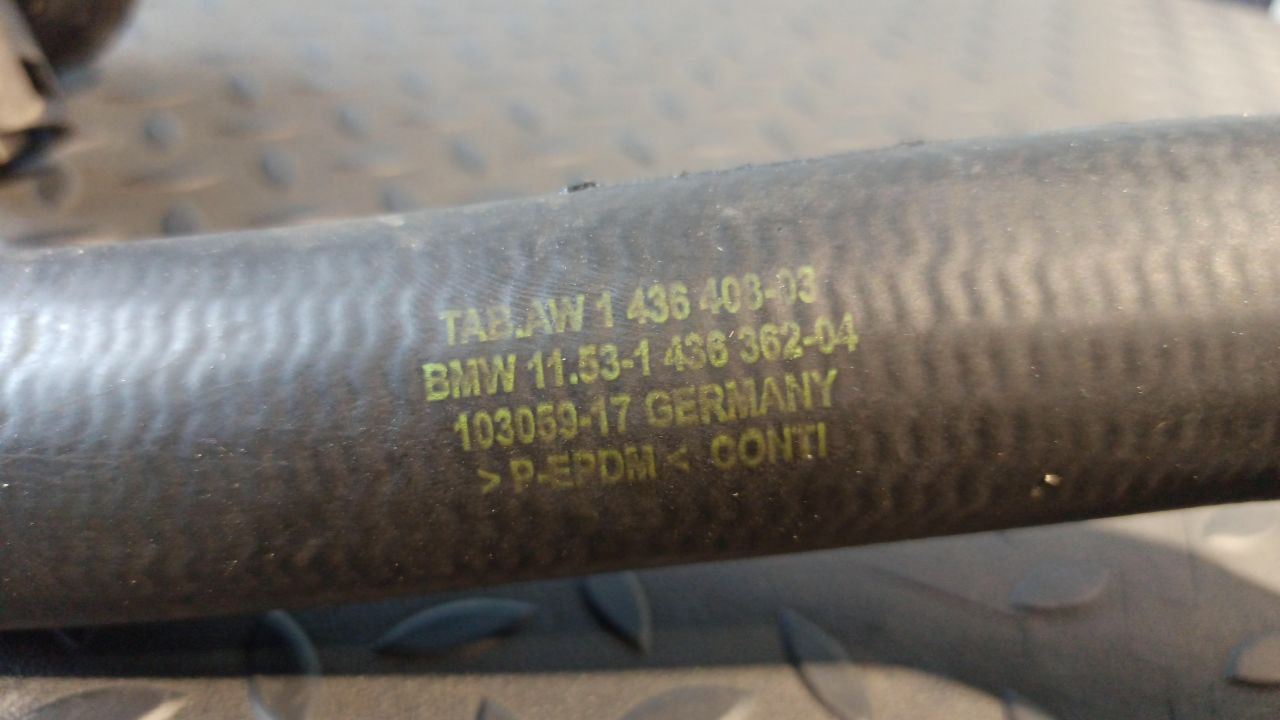 TAB.AW 1 436 408-03
BMW 11.53-1 436 362-04
103059-17 GERMANY
> P-EPDM < CONTI